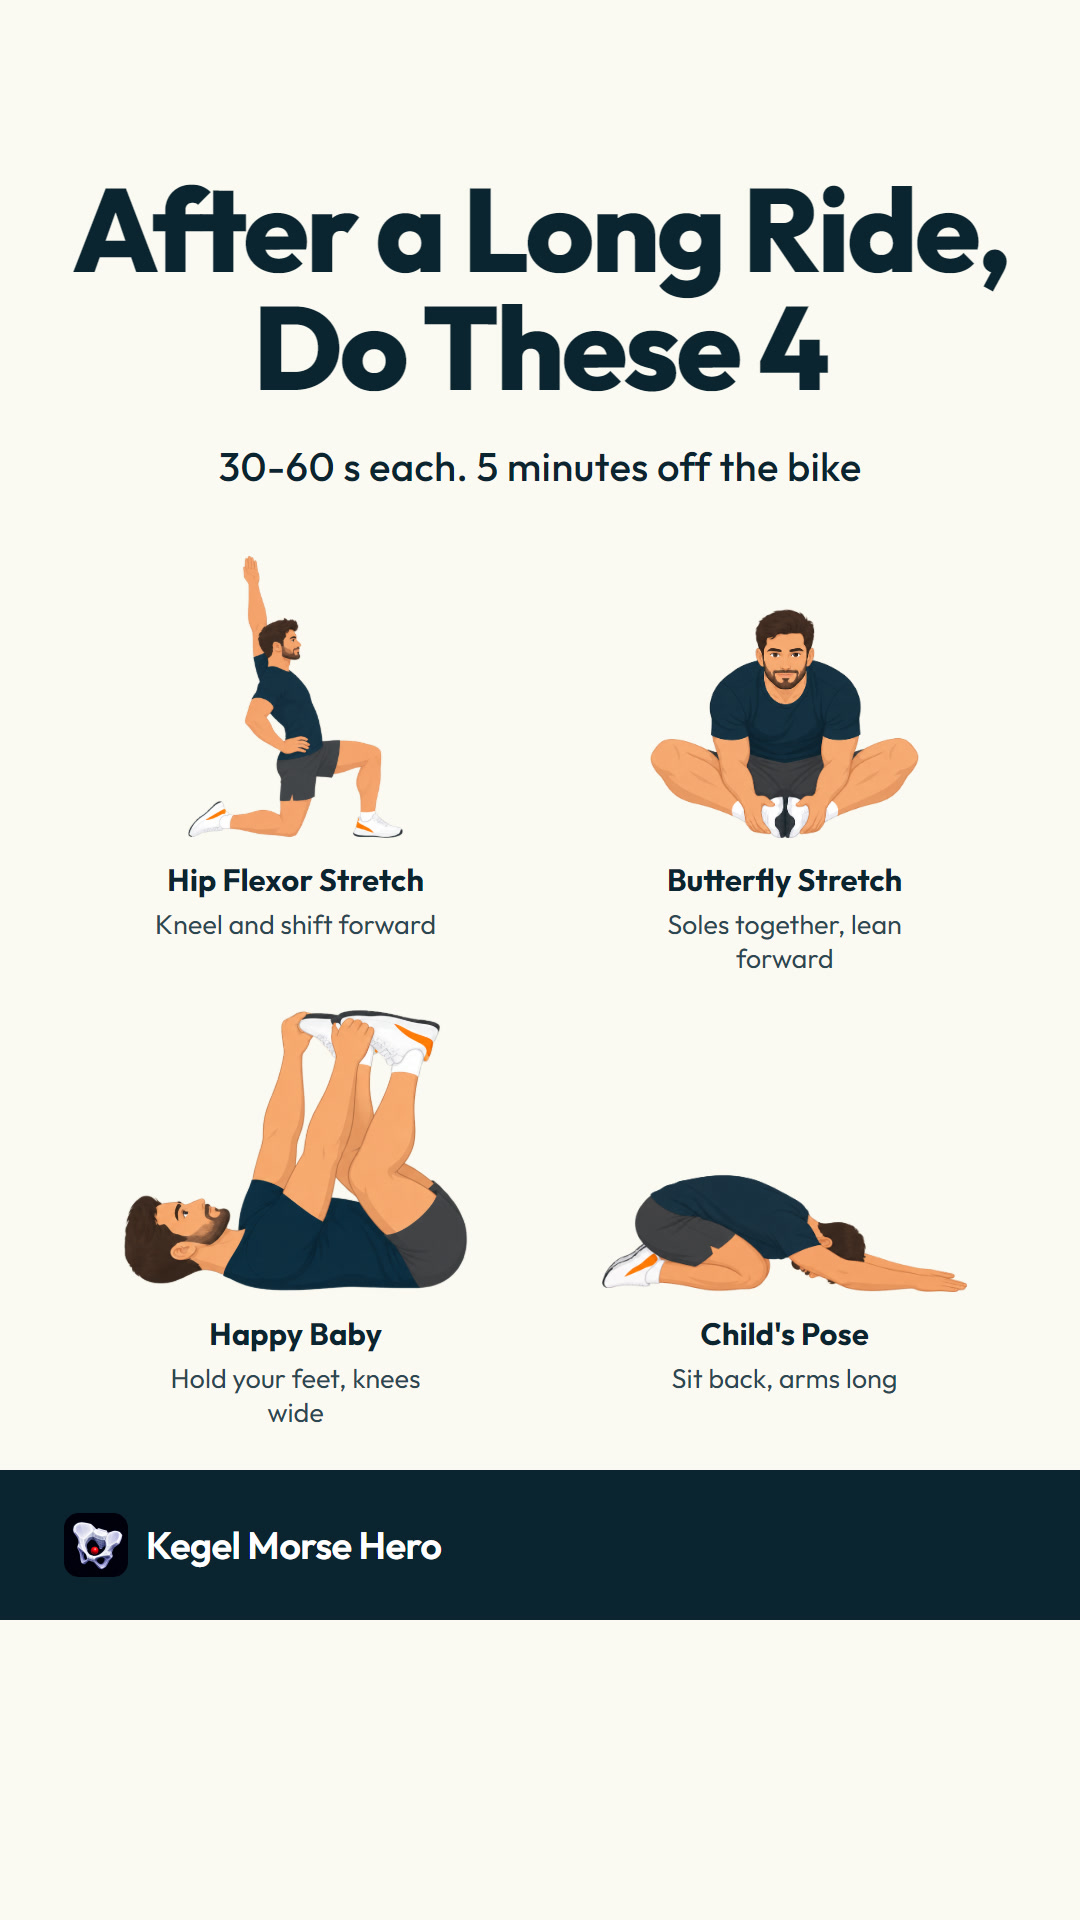 After a Long Ride,
Do These 4
30-60 s each. 5 minutes off the bike
Hip Flexor Stretch
Kneel and shift forward
Butterfly Stretch
Soles together, lean
forward
Happy Baby
Hold your feet, knees
wide
Child's Pose
Sit back, arms long
Kegel Morse Hero